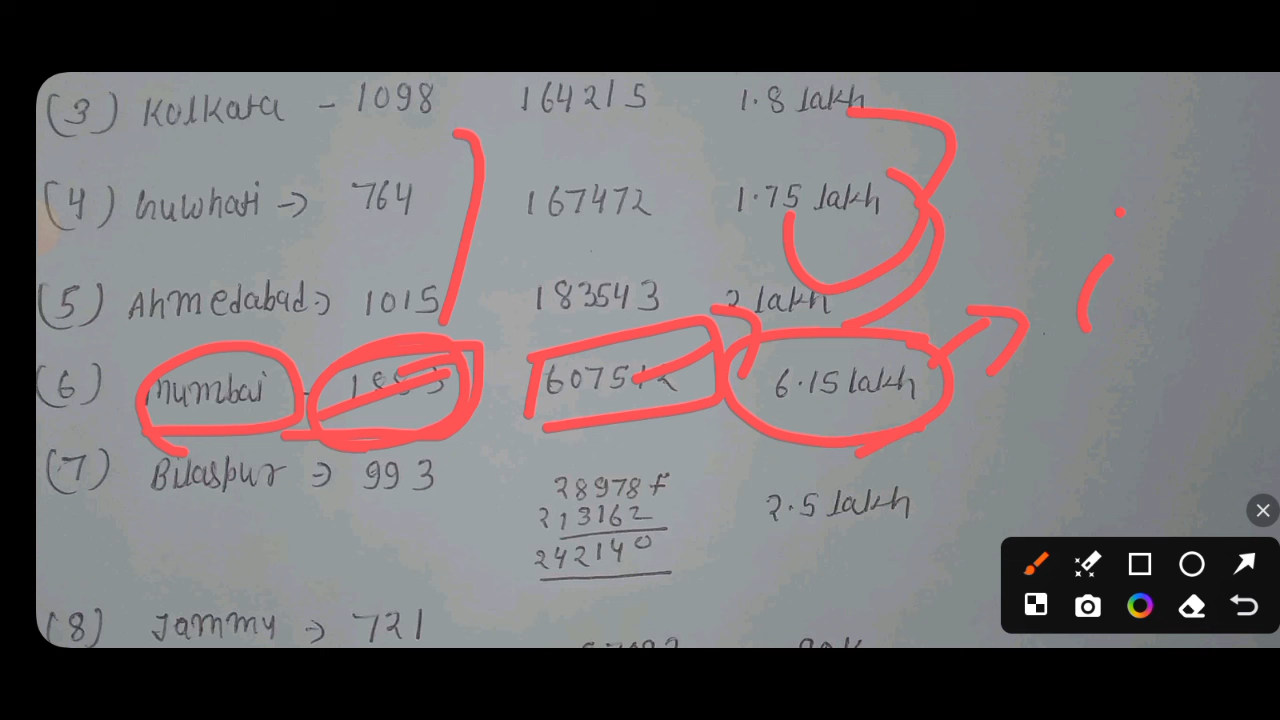 (3) Kolkata - 1098 164215 1.8 lakh
(4) Guwhati → 764 167472 1.75 lakh
(5) Ahmedabad → 1015 183543 2 lakh
(6) mumbai - 6.15 lakh
(7) Bilaspur → 993 2.5 lakh
28978+
213162
242140
(8) Jammy → 721